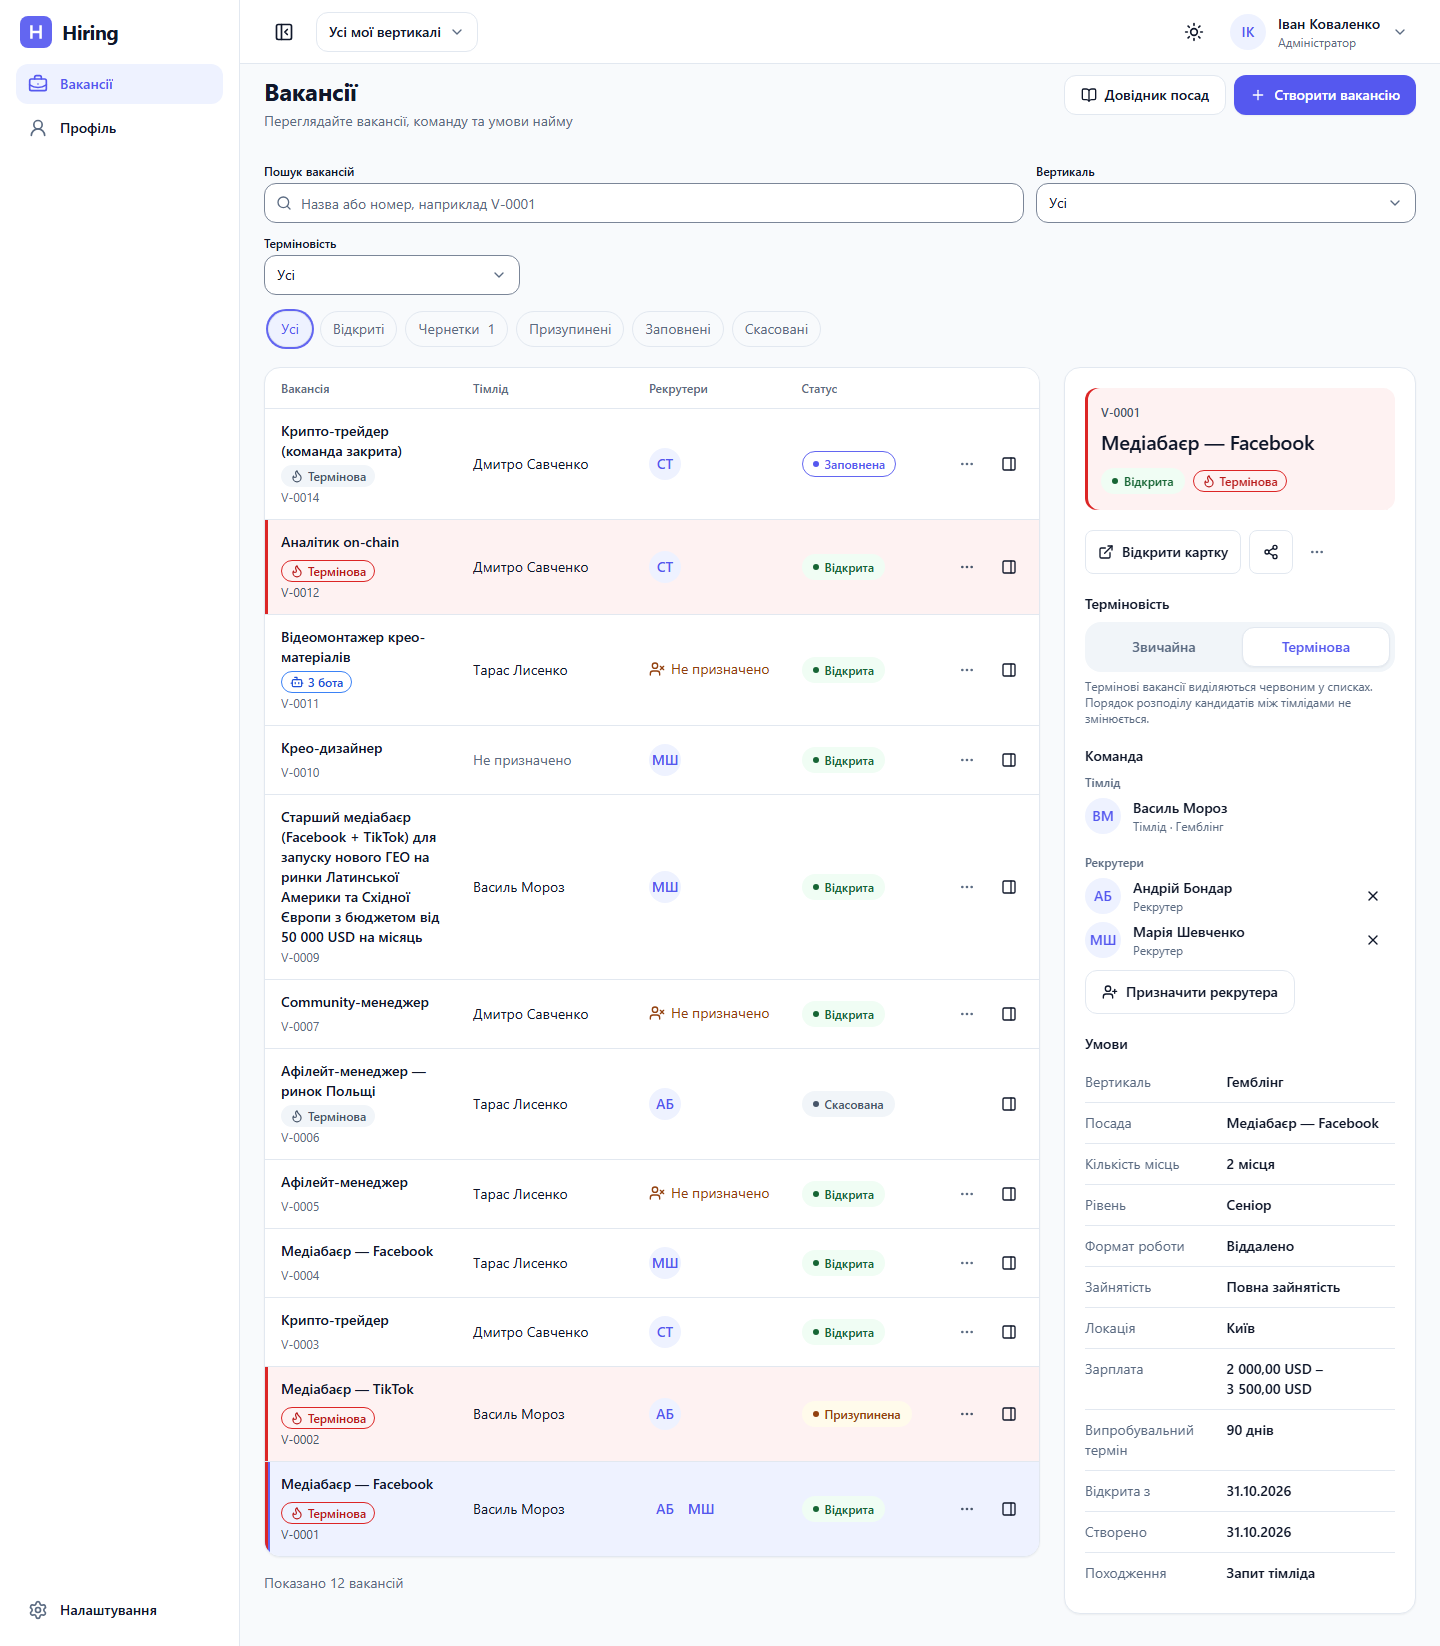 H Hiring
Вакансії
Профіль
Налаштування
Усі мої вертикалі
ІК
Іван Коваленко
Адміністратор
Вакансії
Переглядайте вакансії, команду та умови найму
Довідник посад
Створити вакансію
Пошук вакансій
Назва або номер, наприклад V-0001
Вертикаль
Усі
Терміновість
Усі
Усі
Відкриті
Чернетки 1
Призупинені
Заповнені
Скасовані
Вакансія Тімлід Рекрутери Статус
Крипто-трейдер
(команда закрита)
Термінова
V-0014
Дмитро Савченко
СТ
Заповнена
Аналітик on-chain
Термінова
V-0012
Дмитро Савченко
СТ
Відкрита
Відеомонтажер крео-
матеріалів
З бота
V-0011
Тарас Лисенко
Не призначено
Відкрита
Крео-дизайнер
V-0010
Не призначено
МШ
Відкрита
Старший медіабаєр
(Facebook + TikTok) для
запуску нового ГЕО на
ринки Латинської
Америки та Східної
Європи з бюджетом від
50 000 USD на місяць
V-0009
Василь Мороз
МШ
Відкрита
Community-менеджер
V-0007
Дмитро Савченко
Не призначено
Відкрита
Афілейт-менеджер —
ринок Польщі
Термінова
V-0006
Тарас Лисенко
АБ
Скасована
Афілейт-менеджер
V-0005
Тарас Лисенко
Не призначено
Відкрита
Медіабаєр — Facebook
V-0004
Тарас Лисенко
МШ
Відкрита
Крипто-трейдер
V-0003
Дмитро Савченко
СТ
Відкрита
Медіабаєр — TikTok
Термінова
V-0002
Василь Мороз
АБ
Призупинена
Медіабаєр — Facebook
Термінова
V-0001
Василь Мороз
АБ МШ
Відкрита
Показано 12 вакансій
V-0001
Медіабаєр — Facebook
Відкрита
Термінова
Відкрити картку
Терміновість
Звичайна
Термінова
Термінові вакансії виділяються червоним у списках.
Порядок розподілу кандидатів між тімлідами не
змінюється.
Команда
Тімлід
ВМ
Василь Мороз
Тімлід · Гемблінг
Рекрутери
АБ
Андрій Бондар
Рекрутер
МШ
Марія Шевченко
Рекрутер
Призначити рекрутера
Умови
Вертикаль Гемблінг
Посада Медіабаєр — Facebook
Кількість місць 2 місця
Рівень Сеніор
Формат роботи Віддалено
Зайнятість Повна зайнятість
Локація Київ
Зарплата 2 000,00 USD –
3 500,00 USD
Випробувальний 90 днів
термін
Відкрита з 31.10.2026
Створено 31.10.2026
Походження Запит тімліда